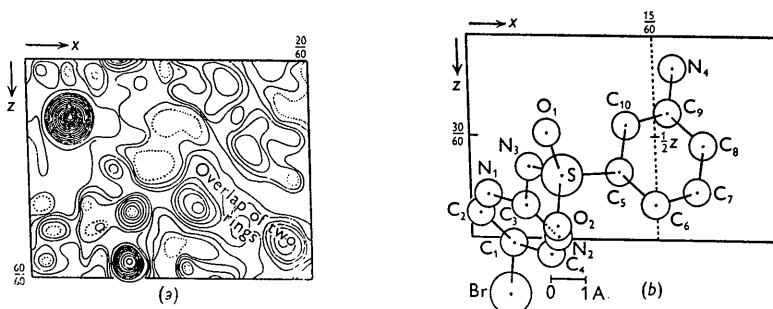 x
20
60
z
Overlap of two
rings
60
60
(a)
x
15
60
z
30
60
½z
N4
C9
C10
O1
C8
N3
S
N1
C7
C5
C2
C3
O2
C6
C1
N2
C4
Br
0 1 A.
(b)